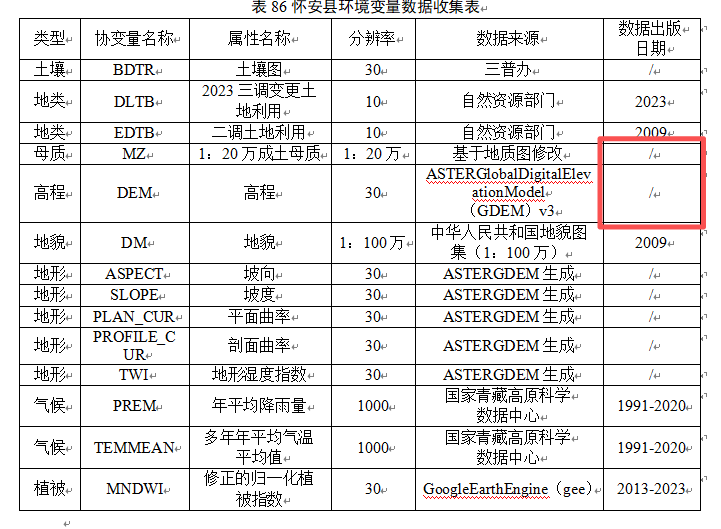 表 86 怀安县环境变量数据收集表
类型 协变量名称 属性名称 分辨率 数据来源 数据出版
日期
土壤 BDTR 土壤图 30 三普办 /
地类 DLTB 2023 三调变更土
地利用 10 自然资源部门 2023
地类 EDTB 二调土地利用 10 自然资源部门 2009
母质 MZ 1：20 万成土母质 1：20 万 基于地质图修改 /
高程 DEM 高程 30 ASTERGlobalDigitalElev
ationModel
（GDEM）v3 /
地貌 DM 地貌 1：100 万 中华人民共和国地貌图
集（1：100 万） 2009
地形 ASPECT 坡向 30 ASTERGDEM 生成 /
地形 SLOPE 坡度 30 ASTERGDEM 生成 /
地形 PLAN_CUR 平面曲率 30 ASTERGDEM 生成 /
地形 PROFILE_C
UR 剖面曲率 30 ASTERGDEM 生成 /
地形 TWI 地形湿度指数 30 ASTERGDEM 生成 /
气候 PREM 年平均降雨量 1000 国家青藏高原科学
数据中心 1991-2020
气候 TEMMEAN 多年年平均气温
平均值 1000 国家青藏高原科学
数据中心 1991-2020
植被 MNDWI 修正的归一化植
被指数 30 GoogleEarthEngine（gee） 2013-2023